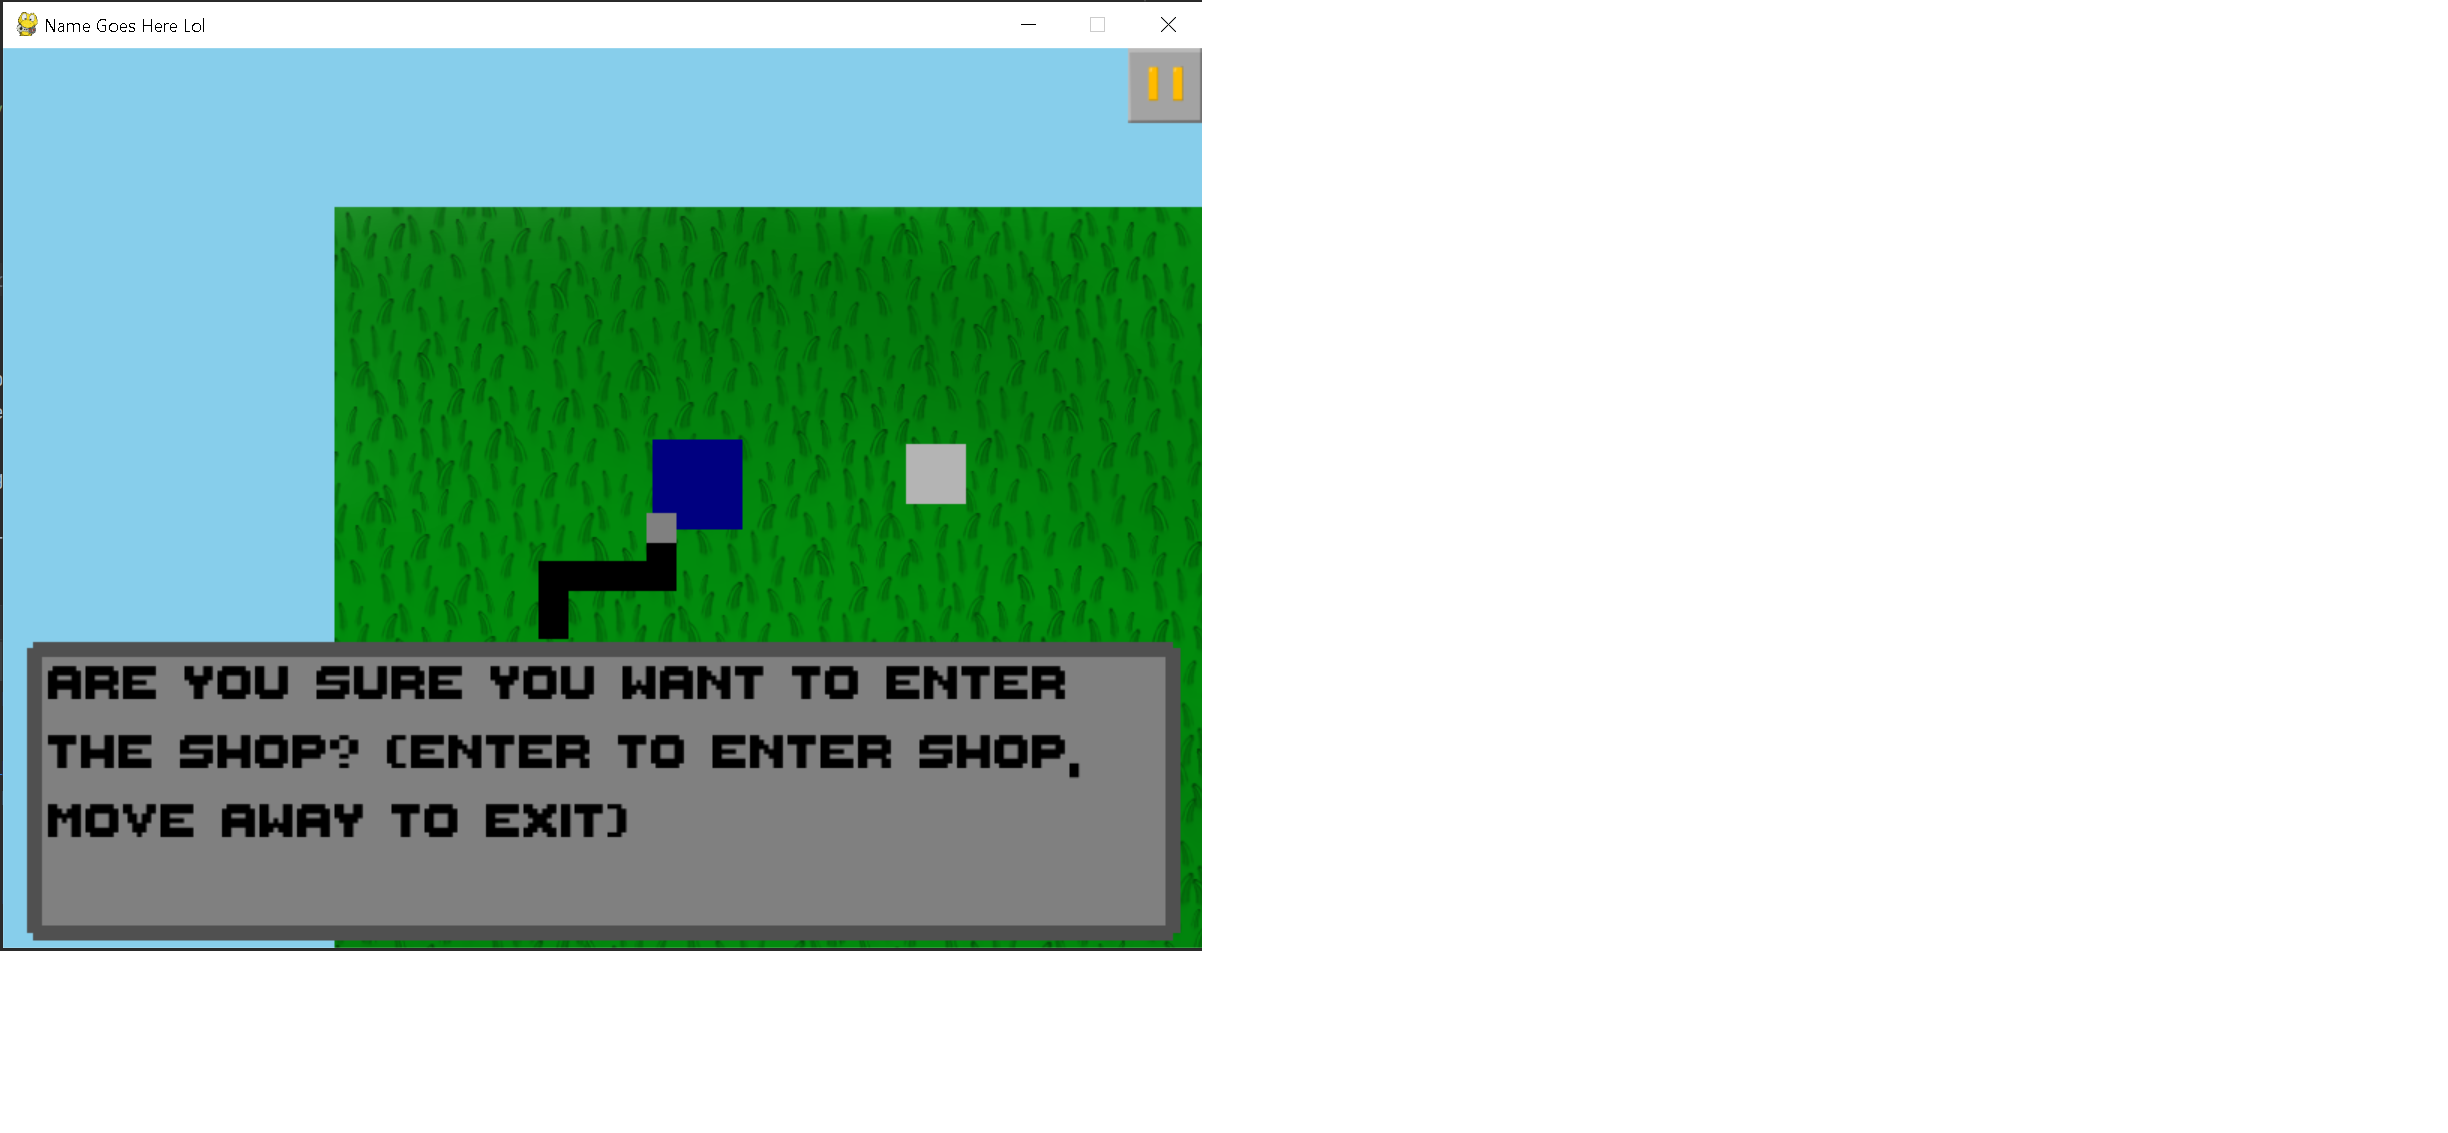 Name Goes Here Lol
ARE YOU SURE YOU WANT TO ENTER
THE SHOP? (ENTER TO ENTER SHOP,
MOVE AWAY TO EXIT)